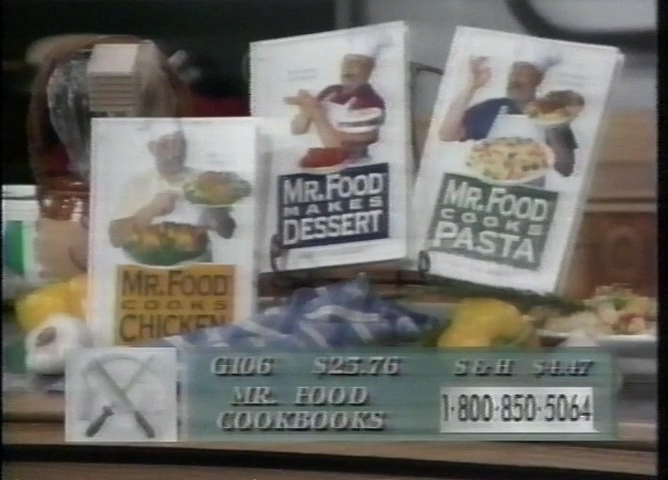 MR. FOOD
MAKES
DESSERT
MR. FOOD
COOKS
PASTA
MR. FOOD
COOKS
CHICKEN
G106 $25.76 S&H $4.47
MR. FOOD
COOKBOOKS
1-800-850-5064